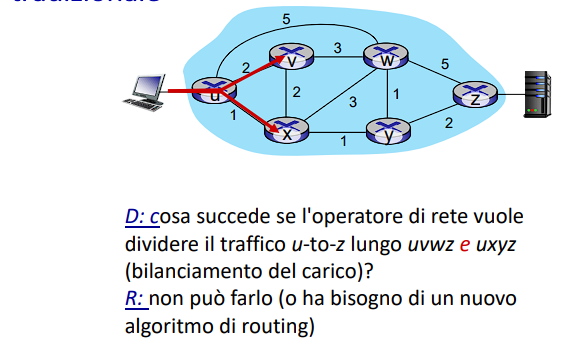 tradizionale
5
3
v
w
2
5
u
2
3
1
z
1
2
x
1
y
D: cosa succede se l'operatore di rete vuole
dividere il traffico u-to-z lungo uvwz e uxyz
(bilanciamento del carico)?
R: non può farlo (o ha bisogno di un nuovo
algoritmo di routing)